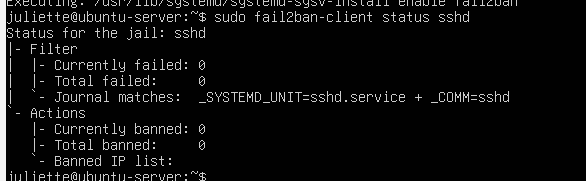 Executing: /usr/lib/systemd/systemd-sysv-install enable fail2ban
juliette@ubuntu-server:~$ sudo fail2ban-client status sshd
Status for the jail: sshd
|- Filter
|  |- Currently failed: 0
|  |- Total failed:     0
|  `- Journal matches:  _SYSTEMD_UNIT=sshd.service + _COMM=sshd
`- Actions
   |- Currently banned: 0
   |- Total banned:     0
   `- Banned IP list:
juliette@ubuntu-server:~$